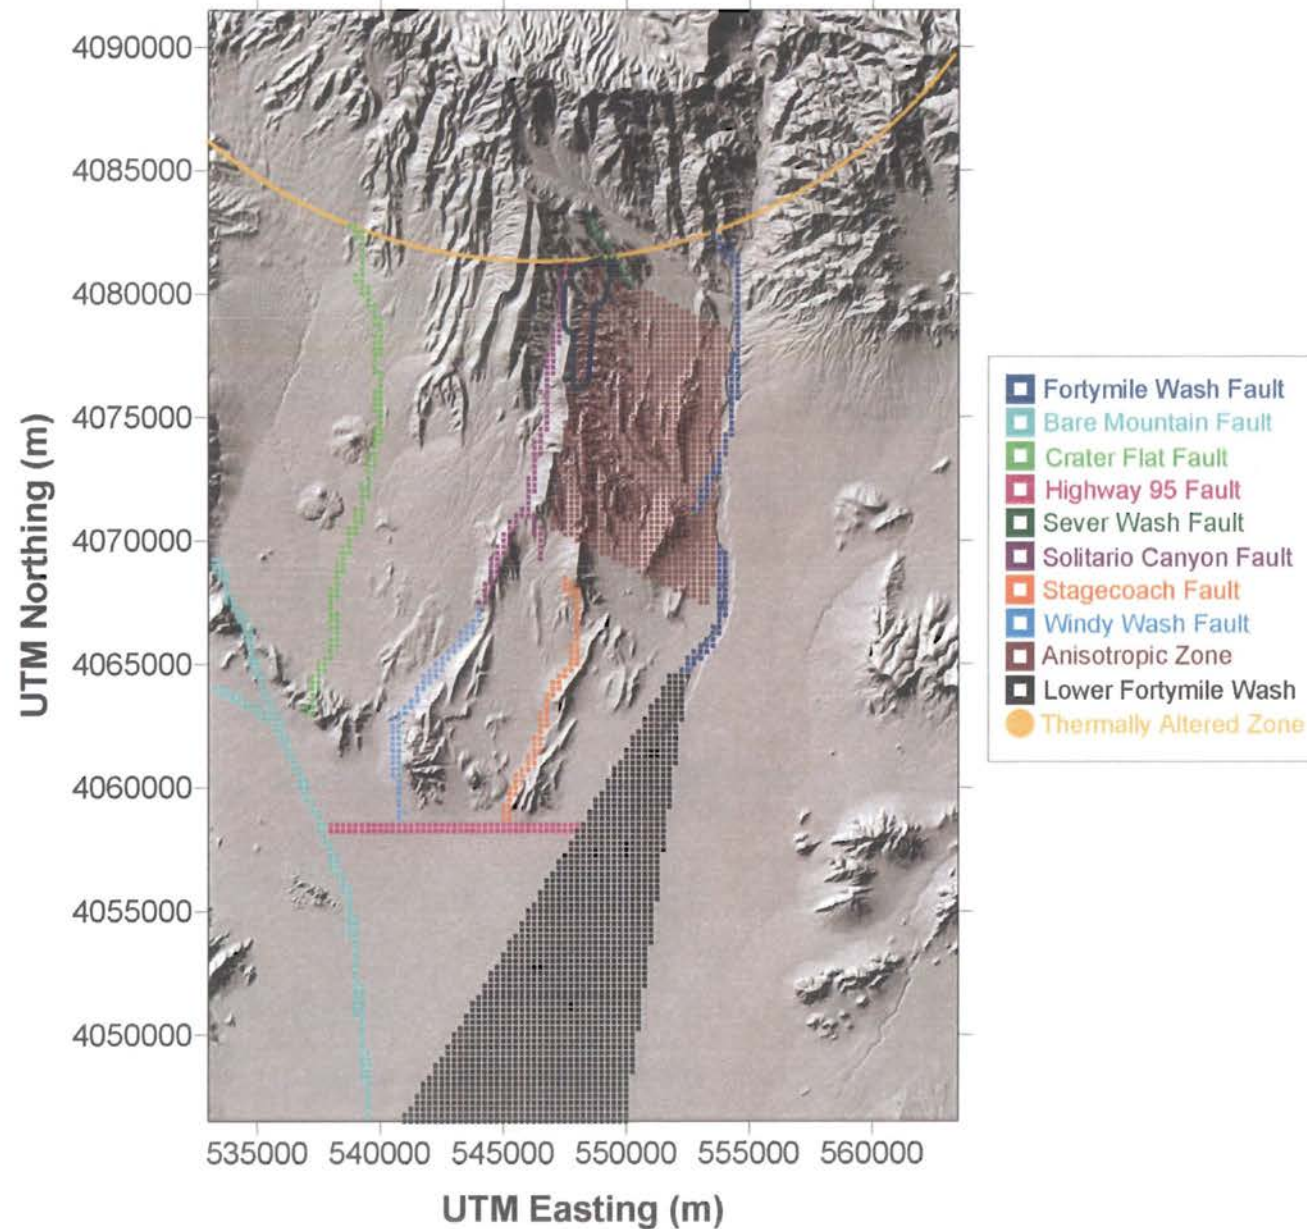 4090000
4085000
4080000
4075000
4070000
4065000
4060000
4055000
4050000
UTM Northing (m)
535000 540000 545000 550000 555000 560000
UTM Easting (m)
Fortymile Wash Fault
Bare Mountain Fault
Crater Flat Fault
Highway 95 Fault
Sever Wash Fault
Solitario Canyon Fault
Stagecoach Fault
Windy Wash Fault
Anisotropic Zone
Lower Fortymile Wash
Thermally Altered Zone